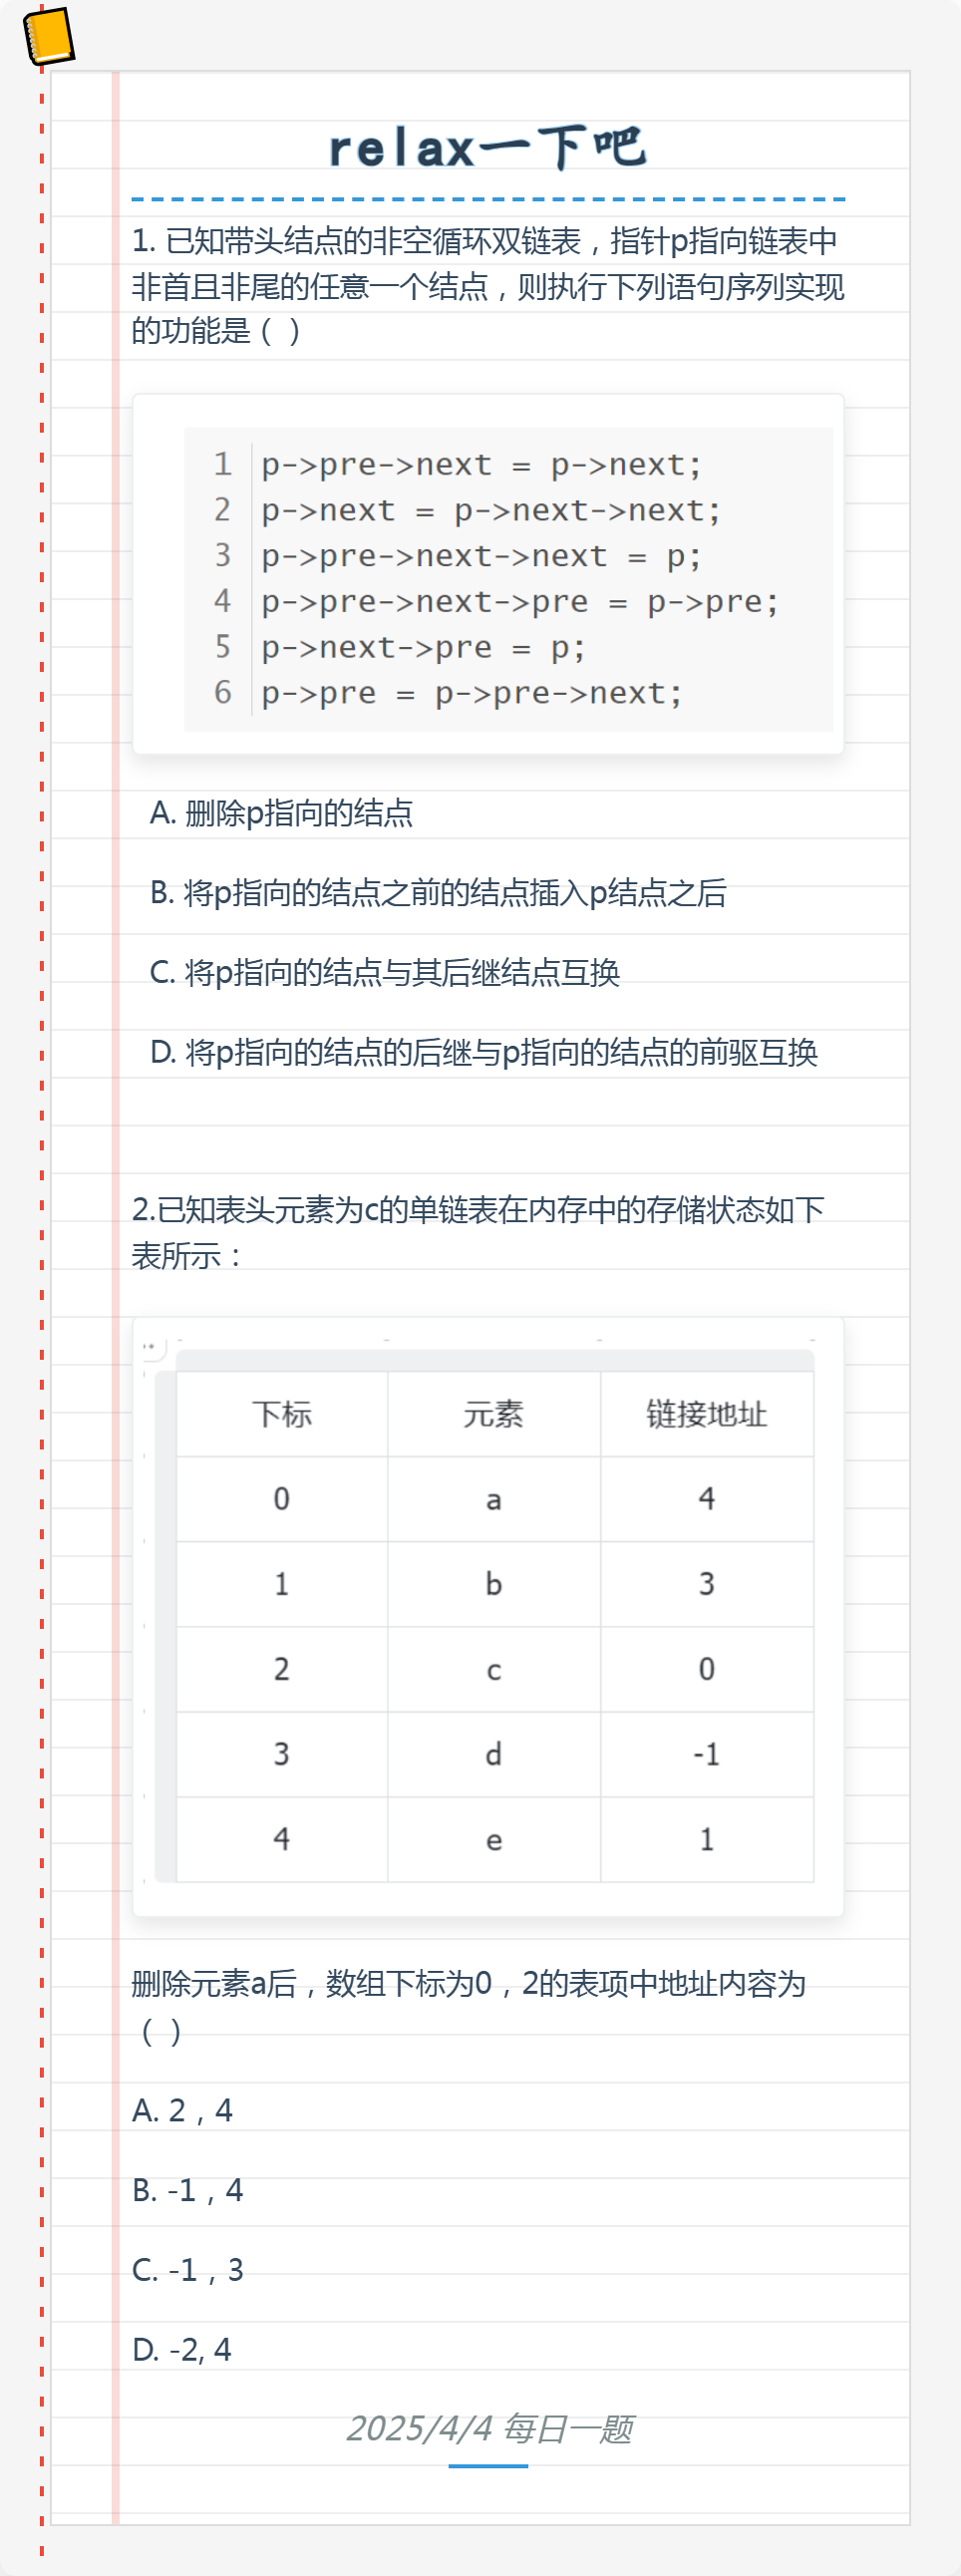 relax一下吧
1. 已知带头结点的非空循环双链表，指针p指向链表中
非首且非尾的任意一个结点，则执行下列语句序列实现
的功能是（ ）
1 p->pre->next = p->next;
2 p->next = p->next->next;
3 p->pre->next->next = p;
4 p->pre->next->pre = p->pre;
5 p->next->pre = p;
6 p->pre = p->pre->next;
A. 删除p指向的结点
B. 将p指向的结点之前的结点插入p结点之后
C. 将p指向的结点与其后继结点互换
D. 将p指向的结点的后继与p指向的结点的前驱互换
2.已知表头元素为c的单链表在内存中的存储状态如下
表所示：
下标 元素 链接地址
0 a 4
1 b 3
2 c 0
3 d -1
4 e 1
删除元素a后，数组下标为0，2的表项中地址内容为
（ ）
A. 2，4
B. -1，4
C. -1，3
D. -2, 4
2025/4/4 每日一题